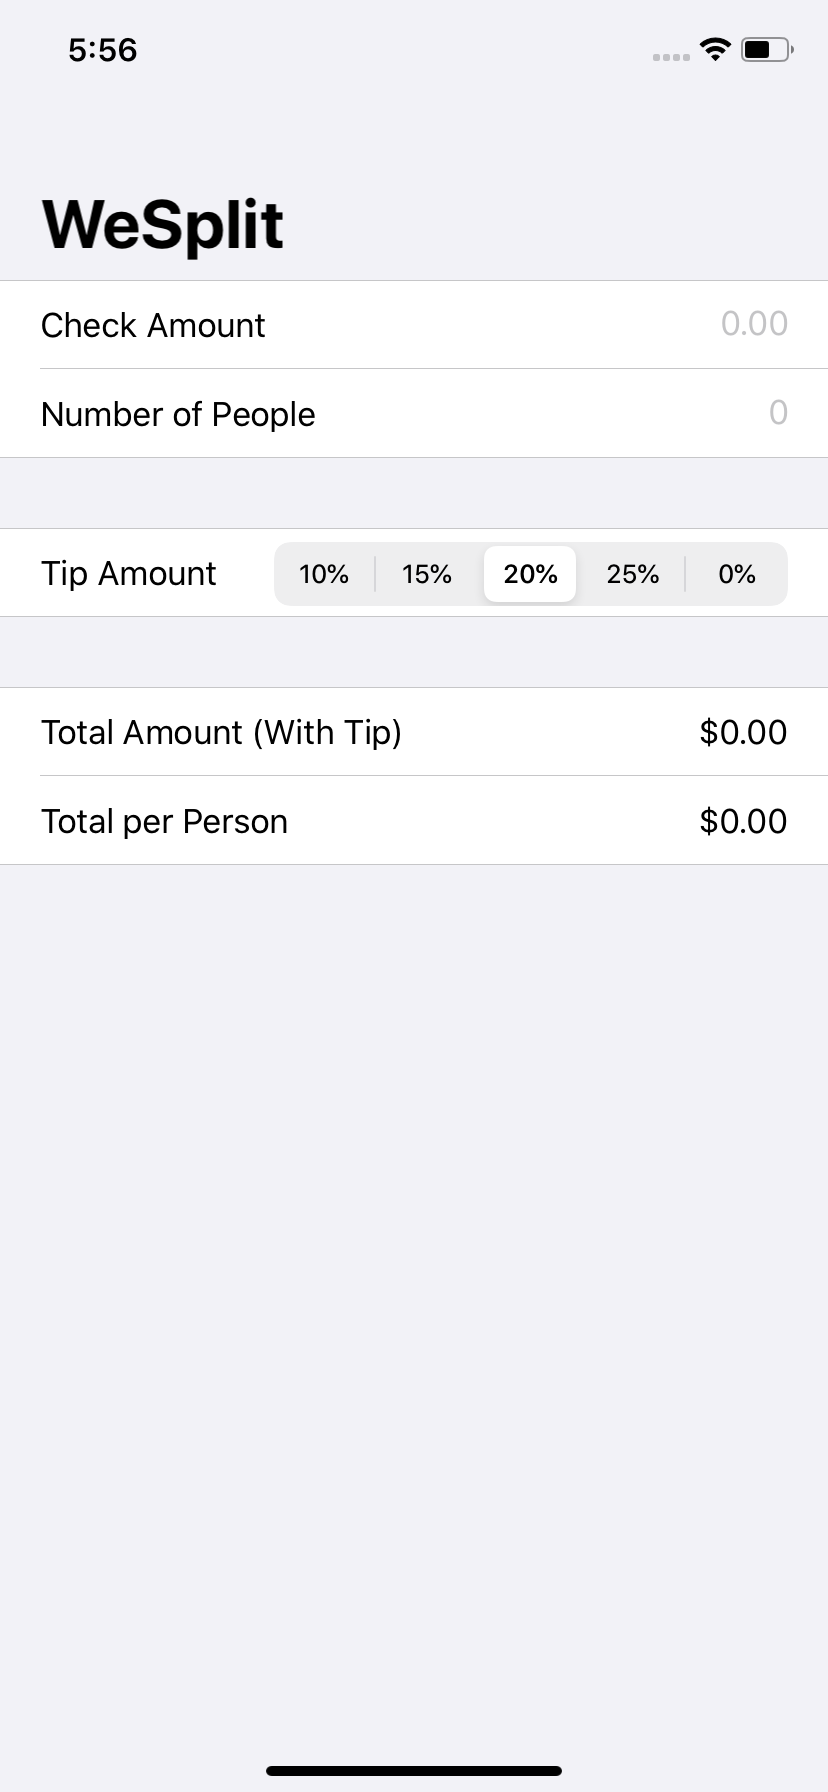 5:56
WeSplit
Check Amount 0.00
Number of People 0
Tip Amount 10% 15% 20% 25% 0%
Total Amount (With Tip) $0.00
Total per Person $0.00